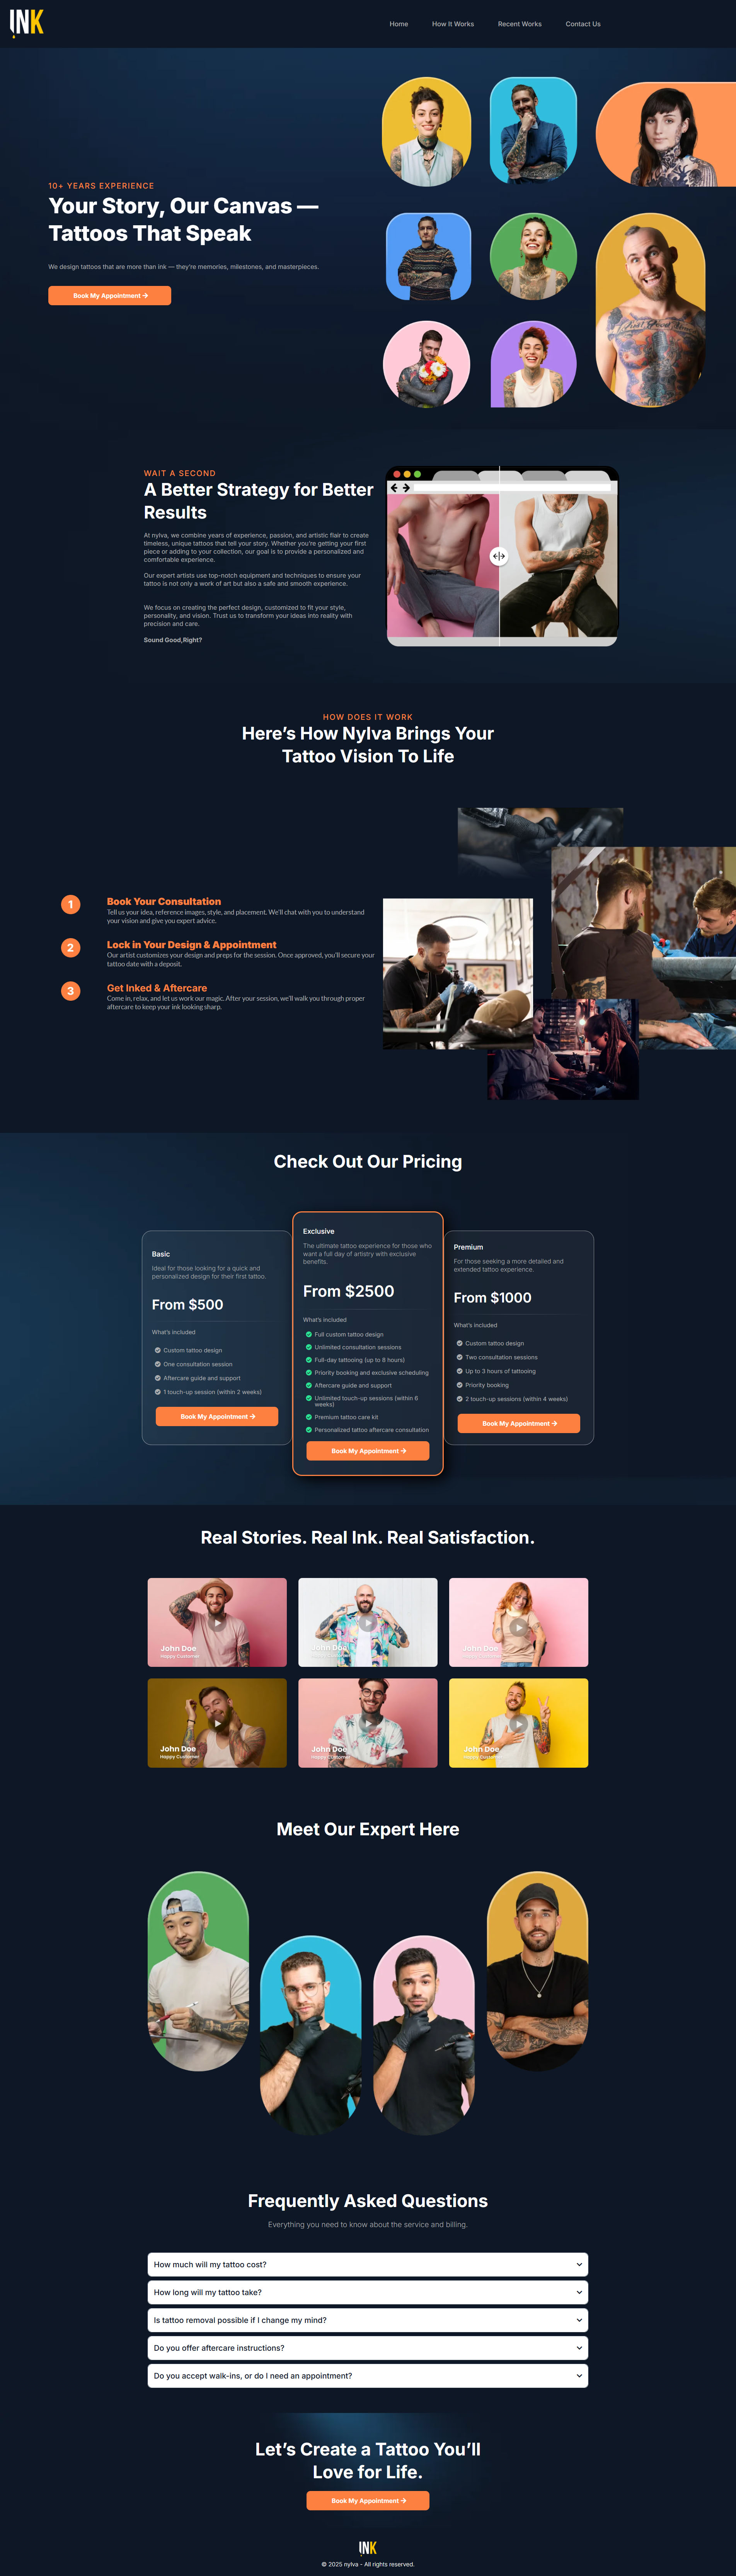 INK
Home
How It Works
Recent Works
Contact Us
10+ YEARS EXPERIENCE
Your Story, Our Canvas —
Tattoos That Speak
We design tattoos that are more than ink — they're memories, milestones, and masterpieces.
Book My Appointment →
WAIT A SECOND
A Better Strategy for Better
Results
At nylva, we combine years of experience, passion, and artistic flair to create
timeless, unique tattoos that tell your story. Whether you're getting your first
piece or adding to your collection, our goal is to provide a personalized and
comfortable experience.
Our expert artists use top-notch equipment and techniques to ensure your
tattoo is not only a work of art but also a safe and smooth experience.
We focus on creating the perfect design, customized to fit your style,
personality, and vision. Trust us to transform your ideas into reality with
precision and care.
Sound Good,Right?
HOW DOES IT WORK
Here's How Nylva Brings Your
Tattoo Vision To Life
1
Book Your Consultation
Tell us your idea, reference images, style, and placement. We'll chat with you to understand
your vision and give you expert advice.
2
Lock in Your Design & Appointment
Our artist customizes your design and preps for the session. Once approved, you'll secure your
tattoo date with a deposit.
3
Get Inked & Aftercare
Come in, relax, and let us work our magic. After your session, we'll walk you through proper
aftercare to keep your ink looking sharp.
Check Out Our Pricing
Basic
Ideal for those looking for a quick and
personalized design for their first tattoo.
From $500
What's included
Custom tattoo design
One consultation session
Aftercare guide and support
1 touch-up session (within 2 weeks)
Book My Appointment →
Exclusive
The ultimate tattoo experience for those who
want a full day of artistry with exclusive
benefits.
From $2500
What's included
Full custom tattoo design
Unlimited consultation sessions
Full-day tattooing (up to 8 hours)
Priority booking and exclusive scheduling
Aftercare guide and support
Unlimited touch-up sessions (within 6
weeks)
Premium tattoo care kit
Personalized tattoo aftercare consultation
Book My Appointment →
Premium
For those seeking a more detailed and
extended tattoo experience.
From $1000
What's included
Custom tattoo design
Two consultation sessions
Up to 3 hours of tattooing
Priority booking
2 touch-up sessions (within 4 weeks)
Book My Appointment →
Real Stories. Real Ink. Real Satisfaction.
John Doe
Happy Customer
John Doe
Happy Customer
John Doe
Happy Customer
John Doe
Happy Customer
John Doe
Happy Customer
John Doe
Happy Customer
Meet Our Expert Here
Frequently Asked Questions
Everything you need to know about the service and billing.
How much will my tattoo cost?
How long will my tattoo take?
Is tattoo removal possible if I change my mind?
Do you offer aftercare instructions?
Do you accept walk-ins, or do I need an appointment?
Let's Create a Tattoo You'll
Love for Life.
Book My Appointment →
INK
© 2025 nylva - All rights reserved.